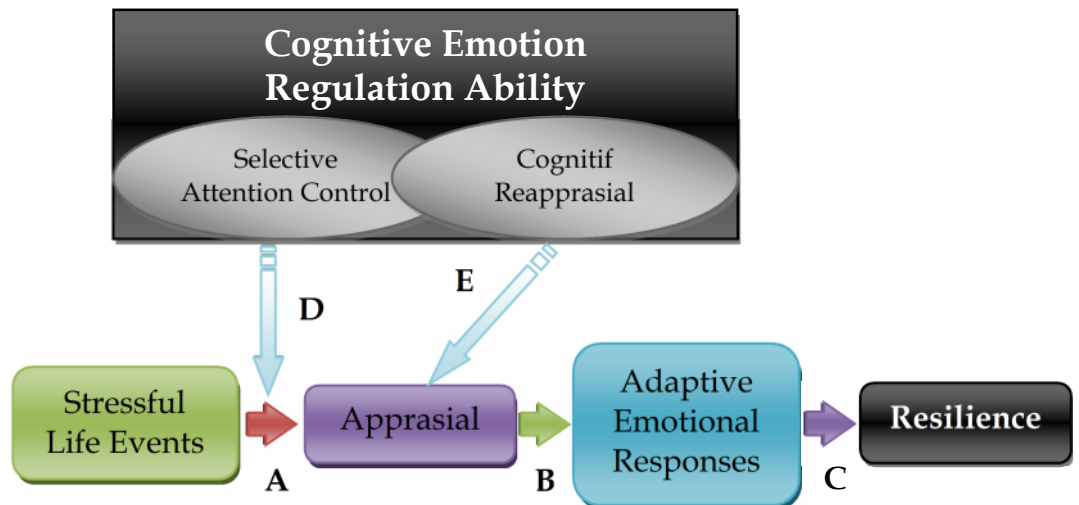 Cognitive Emotion
Regulation Ability
Selective
Attention Control
Cognitif
Reapprasial
D
E
Stressful
Life Events
A
Apprasial
B
Adaptive
Emotional
Responses
C
Resilience